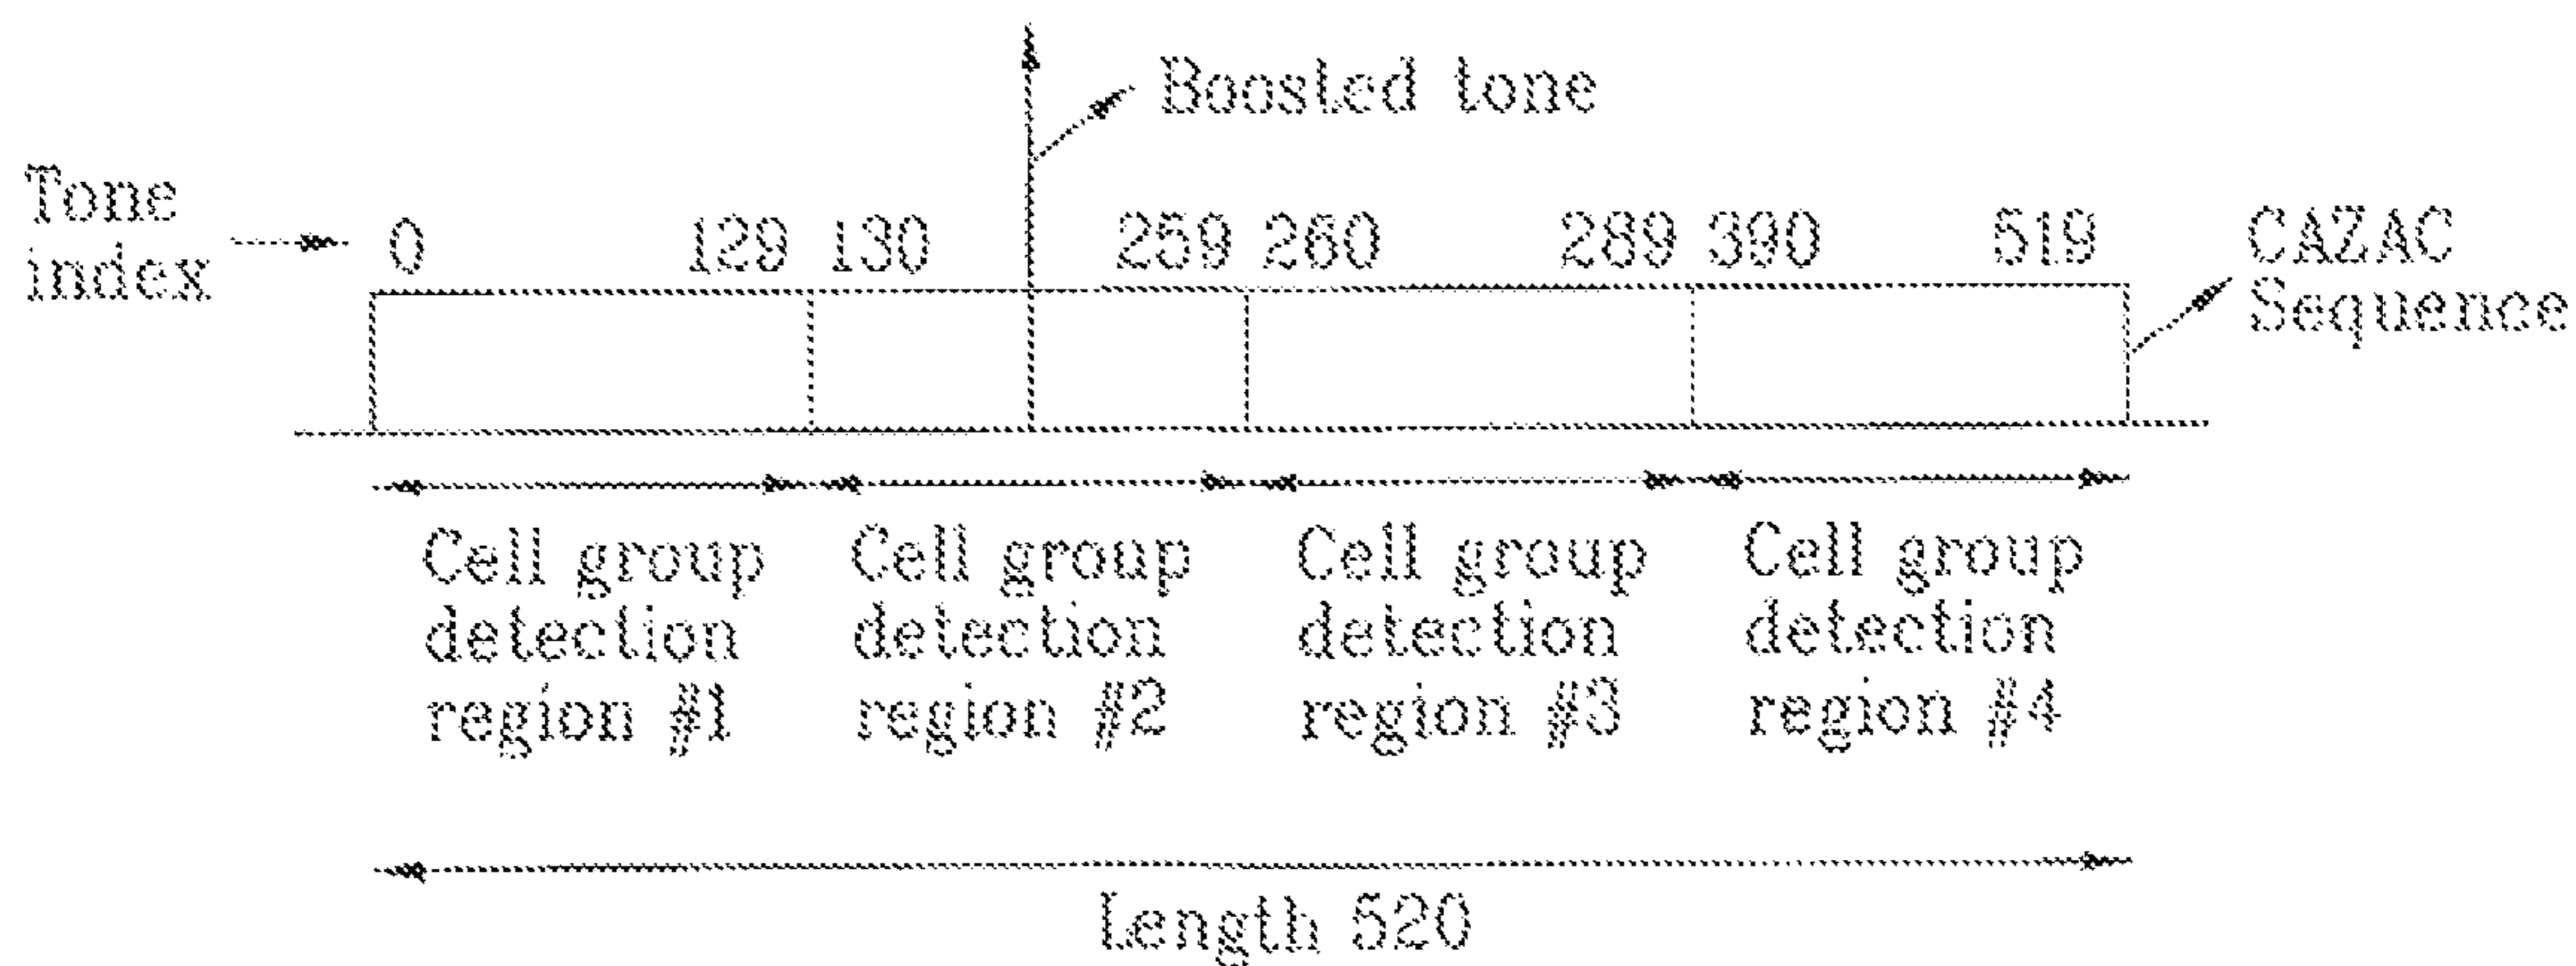 Boosted tone
Tone
index
0 129 130 259 260 289 390 519
CAZAC
Sequence
Cell group
detection
region #1
Cell group
detection
region #2
Cell group
detection
region #3
Cell group
detection
region #4
Length 520